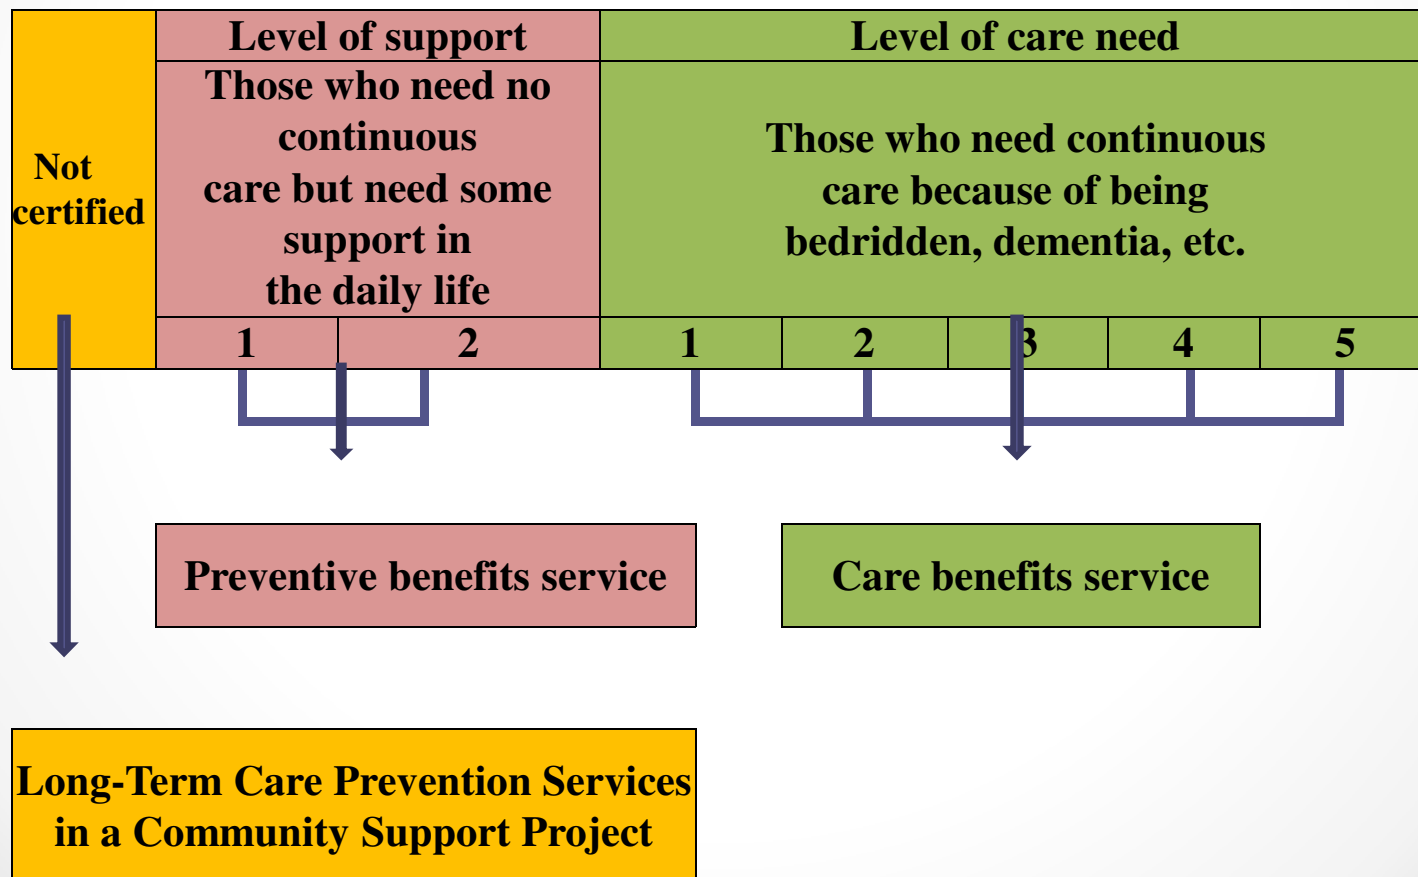 Not
certified
Level of support
Those who need no
continuous
care but need some
support in
the daily life
1
2
Level of care need
Those who need continuous
care because of being
bedridden, dementia, etc.
1
2
3
4
5
Preventive benefits service
Care benefits service
Long-Term Care Prevention Services
in a Community Support Project